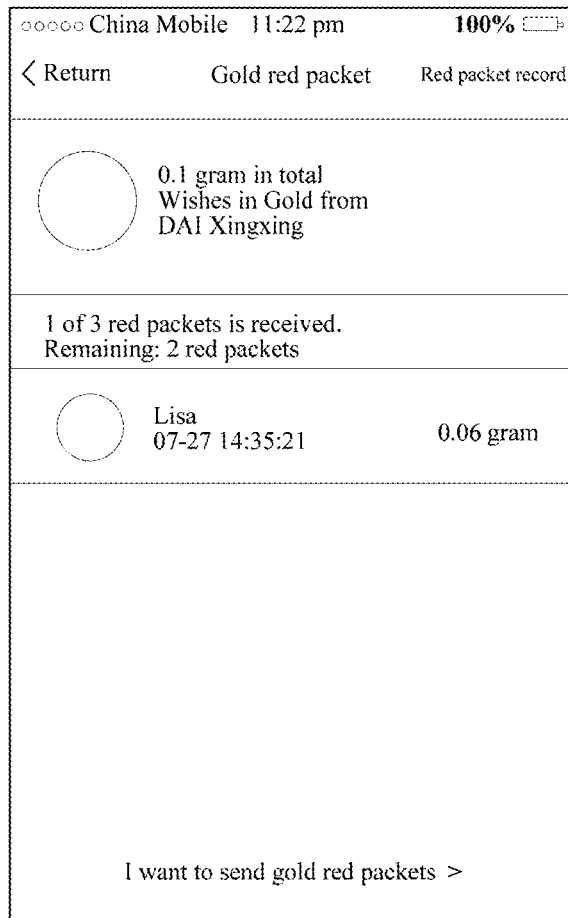 China Mobile 11:22 pm 100%
< Return Gold red packet Red packet record
0.1 gram in total
Wishes in Gold from
DAI Xingxing
1 of 3 red packets is received.
Remaining: 2 red packets
Lisa
07-27 14:35:21 0.06 gram
I want to send gold red packets >